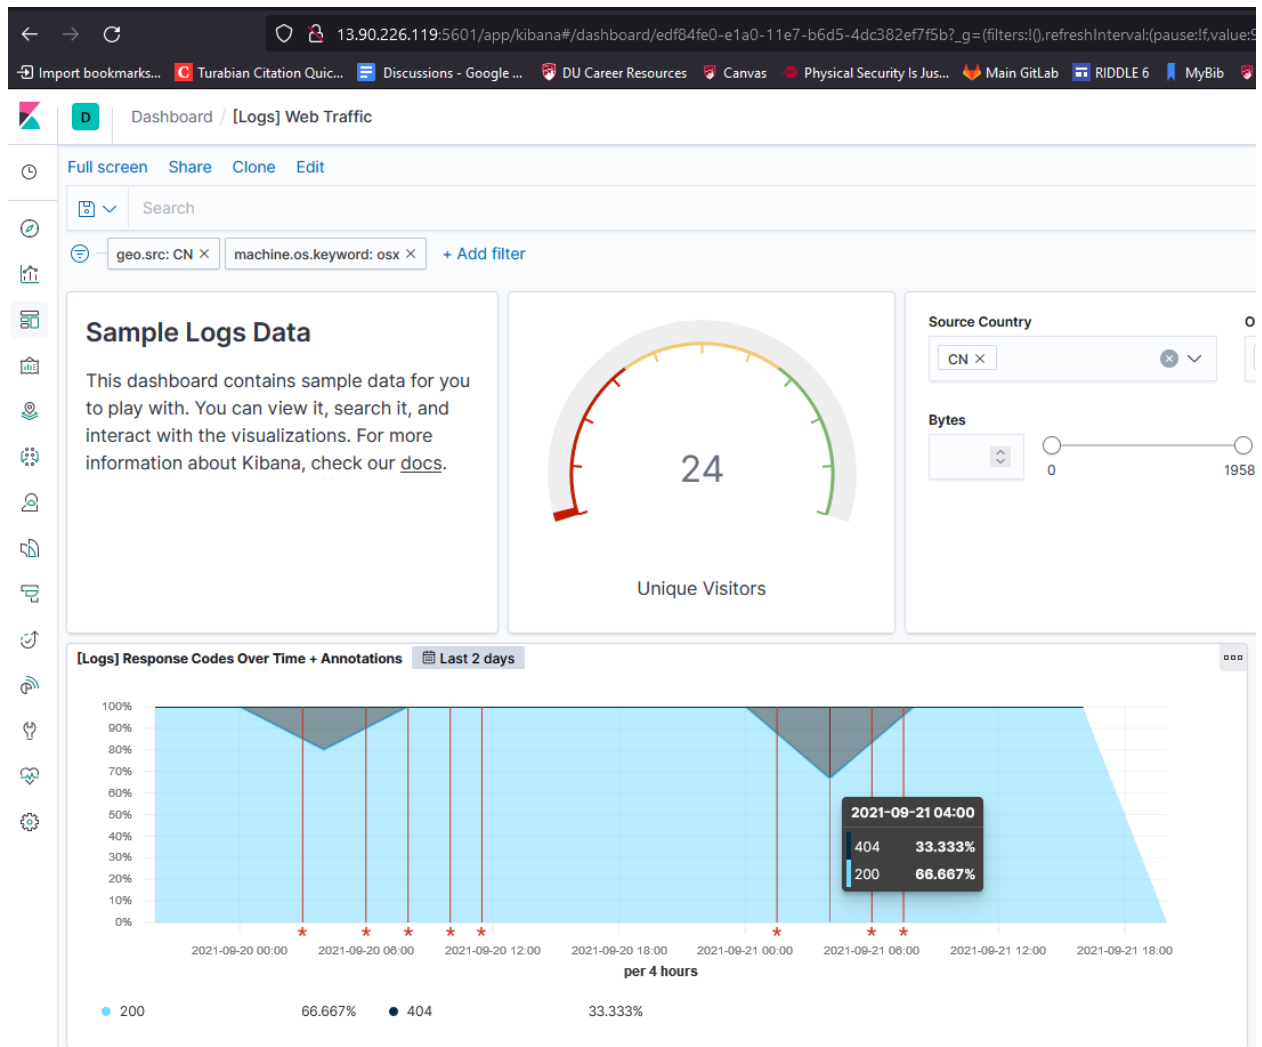 13.90.226.119:5601/app/kibana#/dashboard/edf84fe0-e1a0-11e7-b6d5-4dc382ef7f5b?_g=(filters:!(),refreshInterval:(pause:!f,value:9
Import bookmarks... C Turabian Citation Quic... Discussions - Google ... DU Career Resources Canvas Physical Security Is Jus... Main GitLab RIDDLE 6 MyBib
D Dashboard / [Logs] Web Traffic
Full screen Share Clone Edit
Search
geo.src: CN × machine.os.keyword: osx × + Add filter
Sample Logs Data
This dashboard contains sample data for you
to play with. You can view it, search it, and
interact with the visualizations. For more
information about Kibana, check our docs.
24
Unique Visitors
Source Country O
CN ×
Bytes
0 1958
[Logs] Response Codes Over Time + Annotations Last 2 days
100%
90%
80%
70%
60%
50%
40%
30%
20%
10%
0%
2021-09-21 04:00
404 33.333%
200 66.667%
* * * * * * * *
2021-09-20 00:00 2021-09-20 06:00 2021-09-20 12:00 2021-09-20 18:00 2021-09-21 00:00 2021-09-21 06:00 2021-09-21 12:00 2021-09-21 18:00
per 4 hours
200 66.667% 404 33.333%